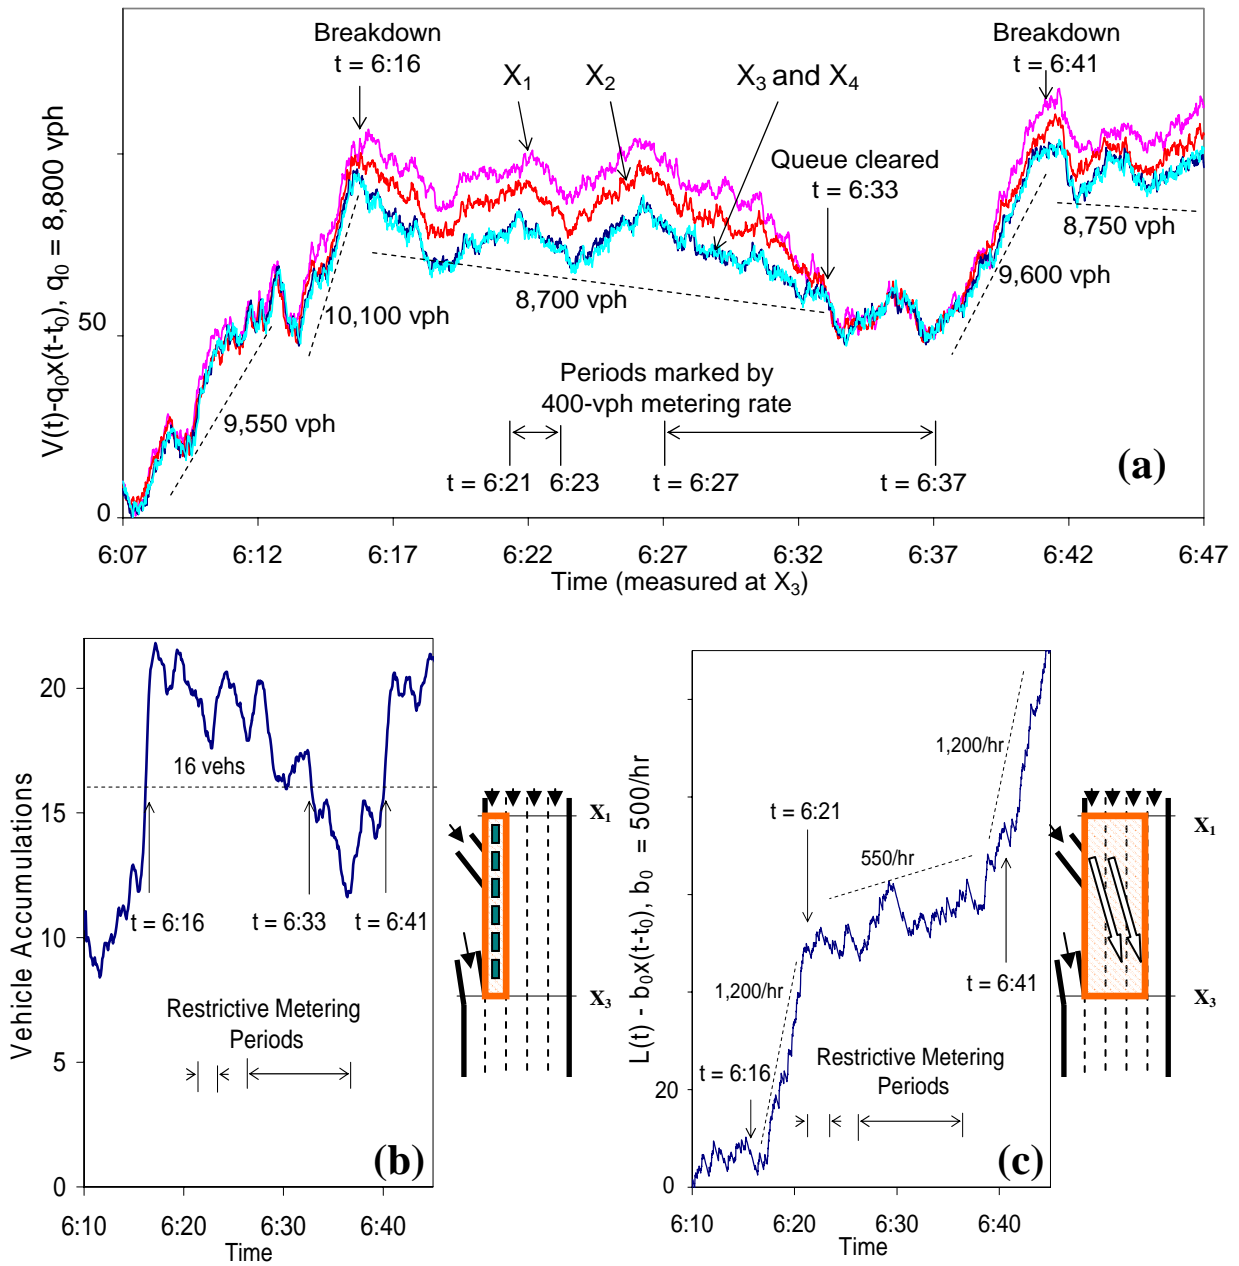 Breakdown
t = 6:16
Breakdown
t = 6:41
X1
X2
X3 and X4
Queue cleared
t = 6:33
V(t)-q0x(t-t0), q0 = 8,800 vph
50
0
10,100 vph
8,700 vph
8,750 vph
9,600 vph
9,550 vph
Periods marked by
400-vph metering rate
t = 6:21
6:23
t = 6:27
t = 6:37
(a)
6:07
6:12
6:17
6:22
6:27
6:32
6:37
6:42
6:47
Time (measured at X3)
Vehicle Accumulations
20
15
10
5
0
16 vehs
t = 6:16
t = 6:33
t = 6:41
Restrictive Metering
Periods
(b)
6:10
6:20
6:30
6:40
Time
X1
X3
L(t) - b0x(t-t0), b0 = 500/hr
20
0
1,200/hr
t = 6:21
550/hr
1,200/hr
t = 6:41
t = 6:16
Restrictive Metering
Periods
(c)
6:10
6:20
6:30
6:40
Time
X1
X3